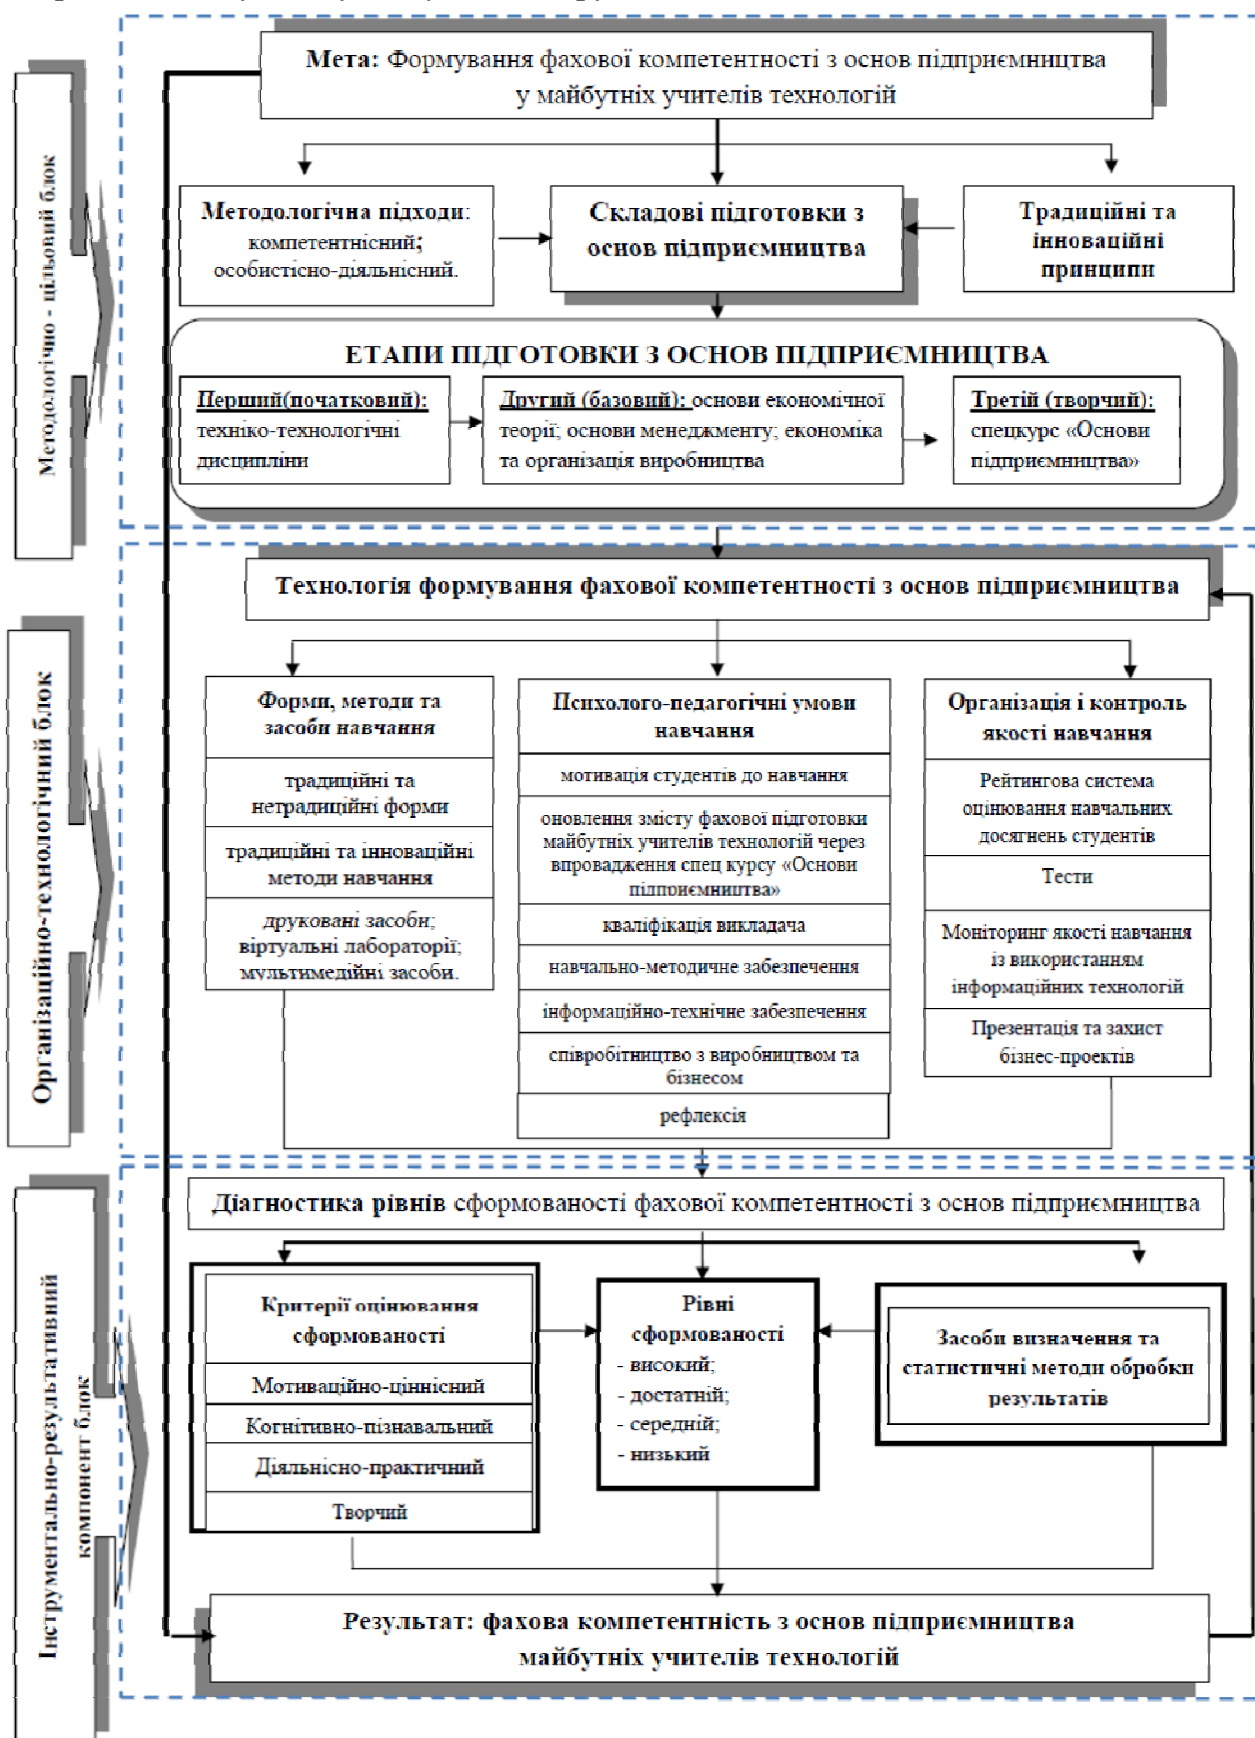 Мета: Формування фахової компетентності з основ підприємництва
у майбутніх учителів технологій
Методологічно - цільовий блок
Методологічна підходи:
компетентнісний;
особистісно-діяльнісний.
Складові підготовки з
основ підприємництва
Традиційні та
інноваційні
принципи
ЕТАПИ ПІДГОТОВКИ З ОСНОВ ПІДПРИЄМНИЦТВА
Перший(початковий):
техніко-технологічні
дисципліни
Другий (базовий): основи економічної
теорії; основи менеджменту; економіка
та організація виробництва
Третій (творчий):
спецкурс «Основи
підприємництва»
Організаційно-технологічний блок
Технологія формування фахової компетентності з основ підприємництва
Форми, методи та
засоби навчання
традиційні та
нетрадиційні форми
традиційні та інноваційні
методи навчання
друковані засоби;
віртуальні лабораторії;
мультимедійні засоби.
Психолого-педагогічні умови
навчання
мотивація студентів до навчання
оновлення змісту фахової підготовки
майбутніх учителів технологій через
впровадження спец курсу «Основи
підприємництва»
кваліфікація викладача
навчально-методичне забезпечення
інформаційно-технічне забезпечення
співробітництво з виробництвом та
бізнесом
рефлексія
Організація і контроль
якості навчання
Рейтингова система
оцінювання навчальних
досягнень студентів
Тести
Моніторинг якості навчання
із використанням
інформаційних технологій
Презентація та захист
бізнес-проектів
Інструментально-результативний
компонент блок
Діагностика рівнів сформованості фахової компетентності з основ підприємництва
Критерії оцінювання
сформованості
Мотиваційно-ціннісний
Когнітивно-пізнавальний
Діяльнісно-практичний
Творчий
Рівні
сформованості
- високий;
- достатній;
- середній;
- низький
Засоби визначення та
статистичні методи обробки
результатів
Результат: фахова компетентність з основ підприємництва
майбутніх учителів технологій